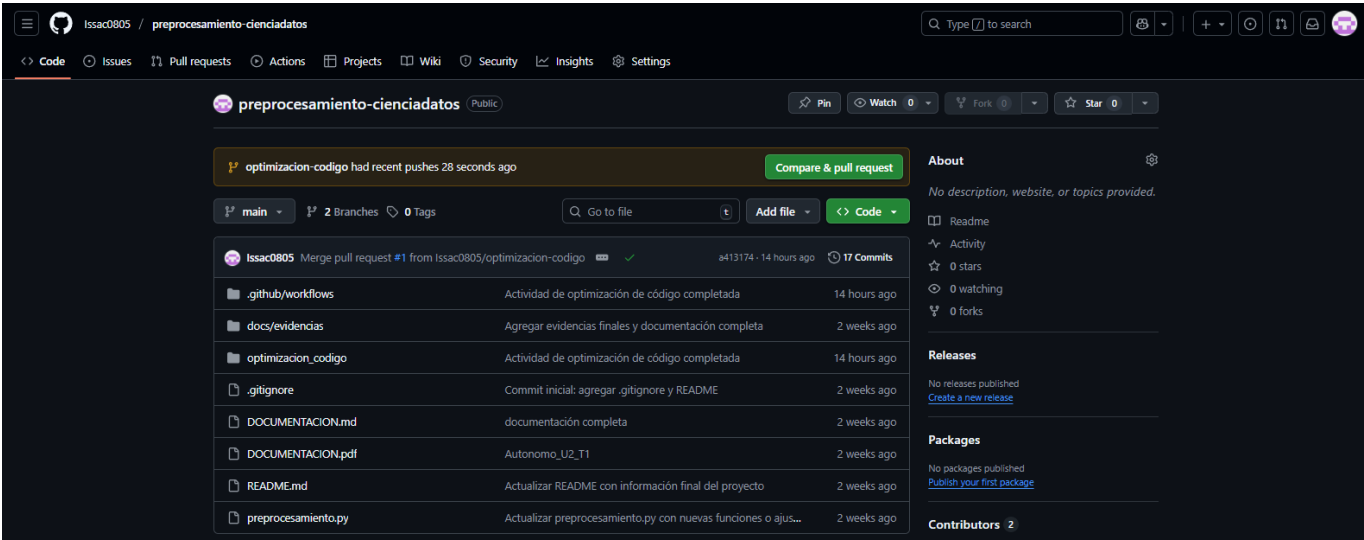 Issac0805 / preprocesamiento-cienciadatos
Type / to search
Code Issues Pull requests Actions Projects Wiki Security Insights Settings
preprocesamiento-cienciadatos Public
Pin Watch 0 Fork 0 Star 0
optimizacion-codigo had recent pushes 28 seconds ago
Compare & pull request
main 2 Branches 0 Tags
Go to file t
Add file
Code
Issac0805 Merge pull request #1 from Issac0805/optimizacion-codigo
a413174 · 14 hours ago
17 Commits
.github/workflows Actividad de optimización de código completada 14 hours ago
docs/evidencias Agregar evidencias finales y documentación completa 2 weeks ago
optimizacion_codigo Actividad de optimización de código completada 14 hours ago
.gitignore Commit inicial: agregar .gitignore y README 2 weeks ago
DOCUMENTACION.md documentación completa 2 weeks ago
DOCUMENTACION.pdf Autonomo_U2_T1 2 weeks ago
README.md Actualizar README con información final del proyecto 2 weeks ago
preprocesamiento.py Actualizar preprocesamiento.py con nuevas funciones o ajus... 2 weeks ago
About
No description, website, or topics provided.
Readme
Activity
0 stars
0 watching
0 forks
Releases
No releases published
Create a new release
Packages
No packages published
Publish your first package
Contributors 2